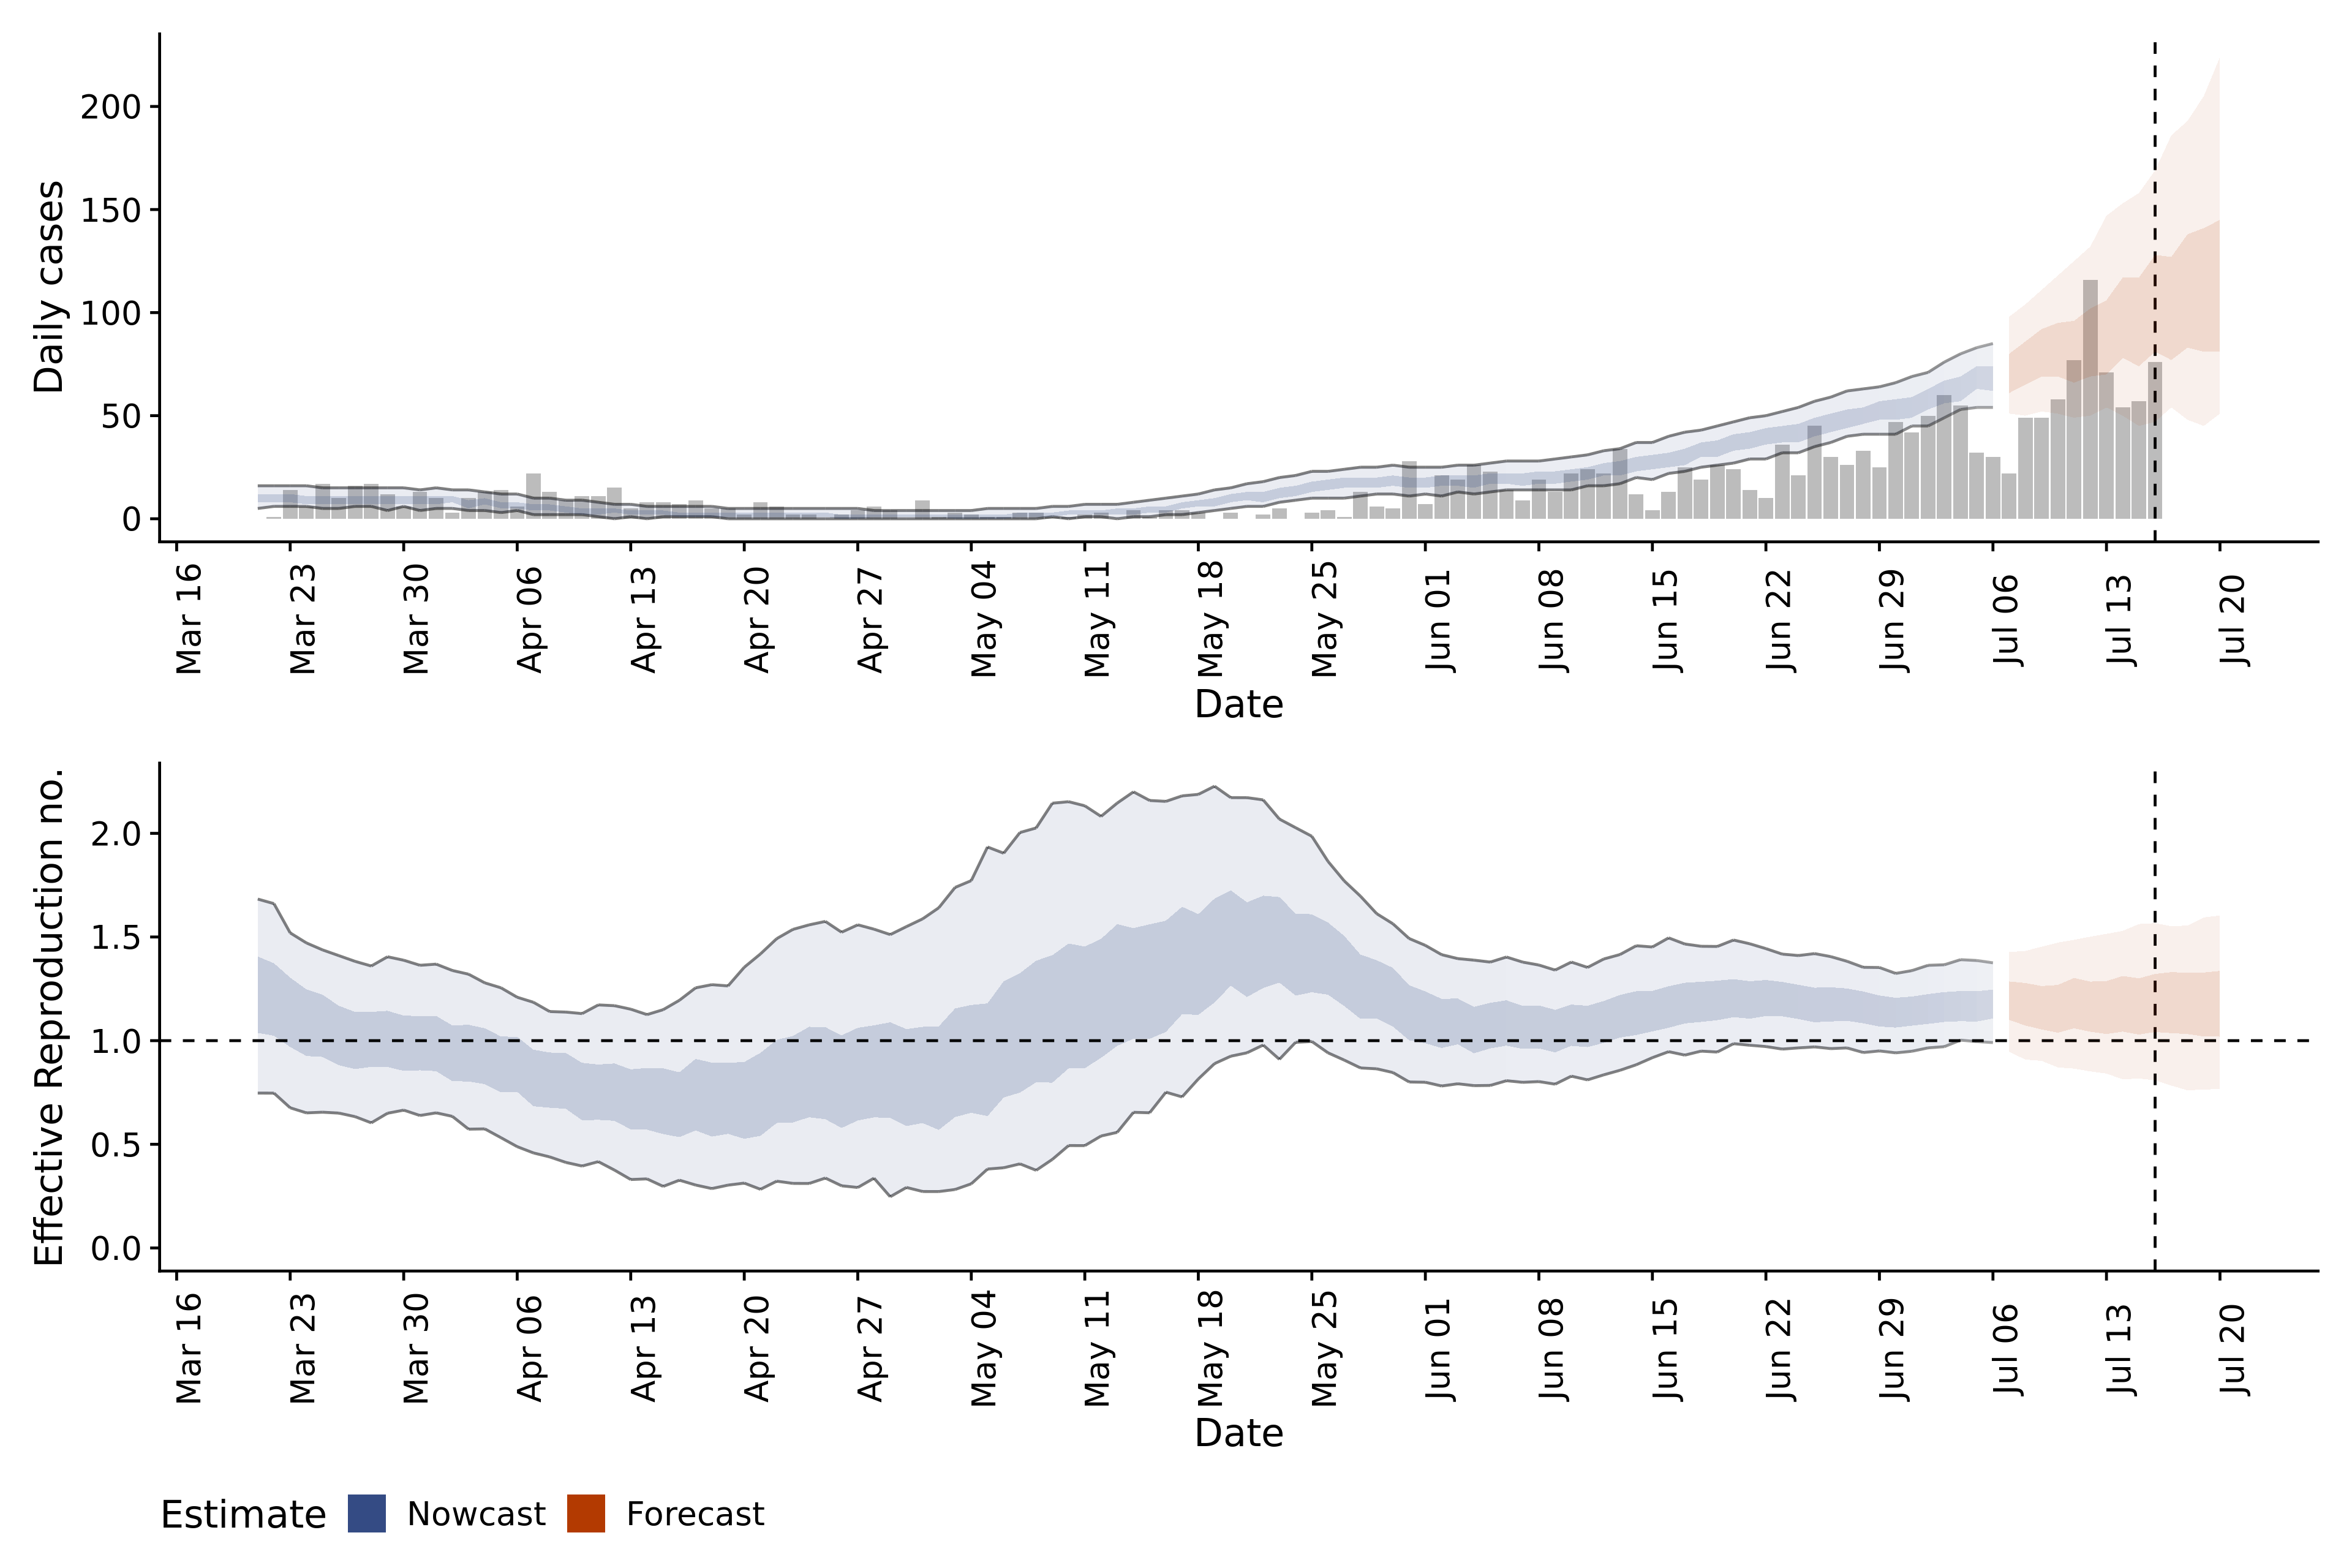 Daily cases
200
150
100
50
0
Mar 16 Mar 23 Mar 30 Apr 06 Apr 13 Apr 20 Apr 27 May 04 May 11 May 18 May 25 Jun 01 Jun 08 Jun 15 Jun 22 Jun 29 Jul 06 Jul 13 Jul 20
Date
Effective Reproduction no.
2.0
1.5
1.0
0.5
0.0
Mar 16 Mar 23 Mar 30 Apr 06 Apr 13 Apr 20 Apr 27 May 04 May 11 May 18 May 25 Jun 01 Jun 08 Jun 15 Jun 22 Jun 29 Jul 06 Jul 13 Jul 20
Date
Estimate Nowcast Forecast